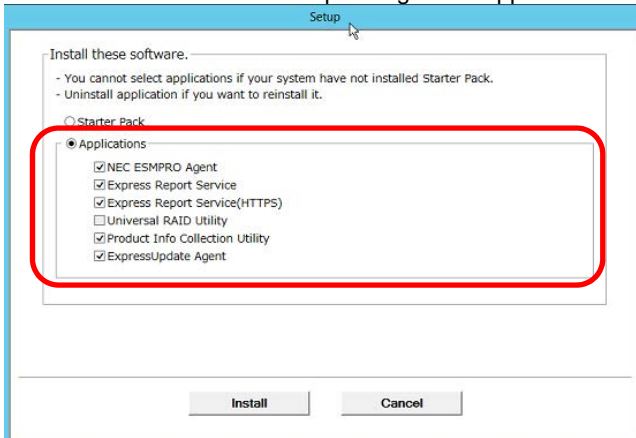 Setup
Install these software.
- You cannot select applications if your system have not installed Starter Pack.
- Uninstall application if you want to reinstall it.
Starter Pack
Applications
NEC ESMPRO Agent
Express Report Service
Express Report Service(HTTPS)
Universal RAID Utility
Product Info Collection Utility
ExpressUpdate Agent
Install Cancel